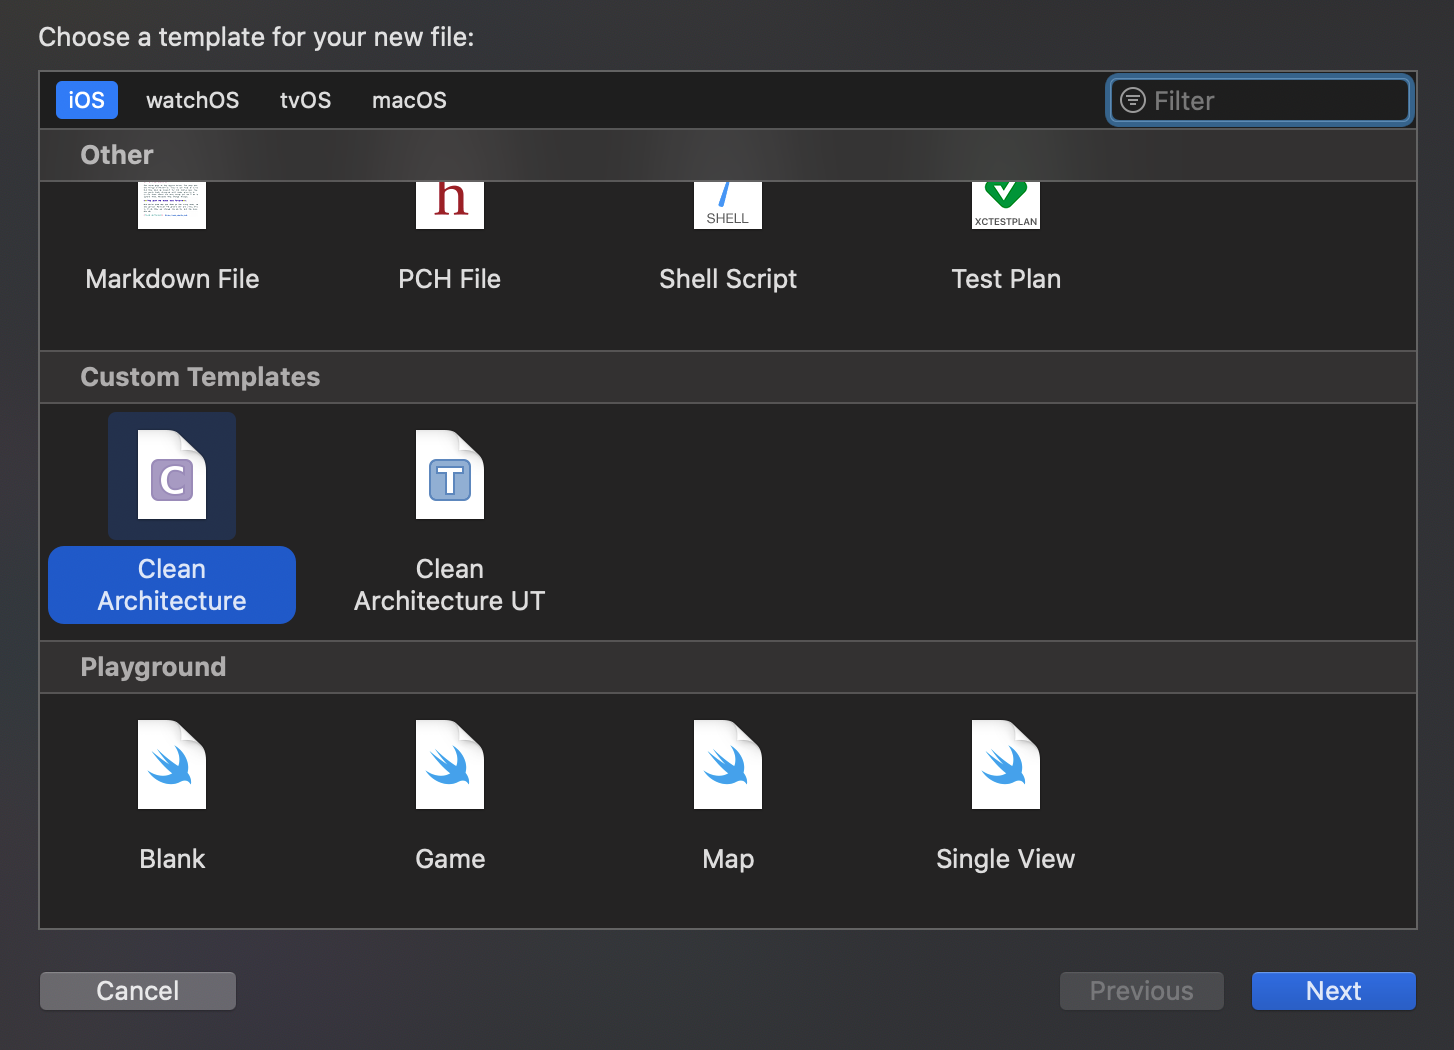 Choose a template for your new file:
iOS watchOS tvOS macOS Filter
Other
h SHELL XCTESTPLAN
Markdown File PCH File Shell Script Test Plan
Custom Templates
C T
Clean Architecture
Clean Architecture UT
Playground
Blank Game Map Single View
Cancel Previous Next